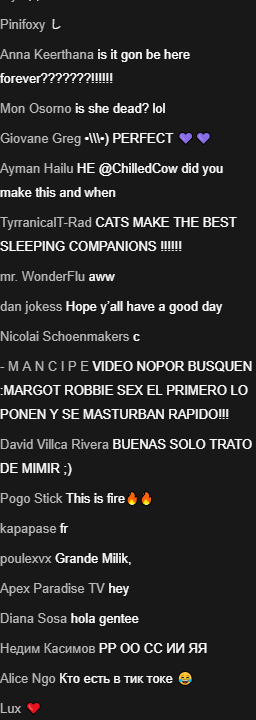 Pinifoxy し
Anna Keerthana is it gon be here
forever???????!!!!!!
Mon Osorno is she dead? lol
Giovane Greg •\\\•) PERFECT 💜💜
Ayman Hailu HE @ChilledCow did you
make this and when
TyrranicalT-Rad CATS MAKE THE BEST
SLEEPING COMPANIONS !!!!!!
mr. WonderFlu aww
dan jokess Hope y'all have a good day
Nicolai Schoenmakers c
- M A N C I P E VIDEO NOPOR BUSQUEN
:MARGOT ROBBIE SEX EL PRIMERO LO
PONEN Y SE MASTURBAN RAPIDO!!!
David Villca Rivera BUENAS SOLO TRATO
DE MIMIR ;)
Pogo Stick This is fire🔥🔥
kapapase fr
poulexvx Grande Milik,
Apex Paradise TV hey
Diana Sosa hola gentee
Недим Касимов РР ОО СС ИИ ЯЯ
Alice Ngo Кто есть в тик токе 😂
Lux ❤️